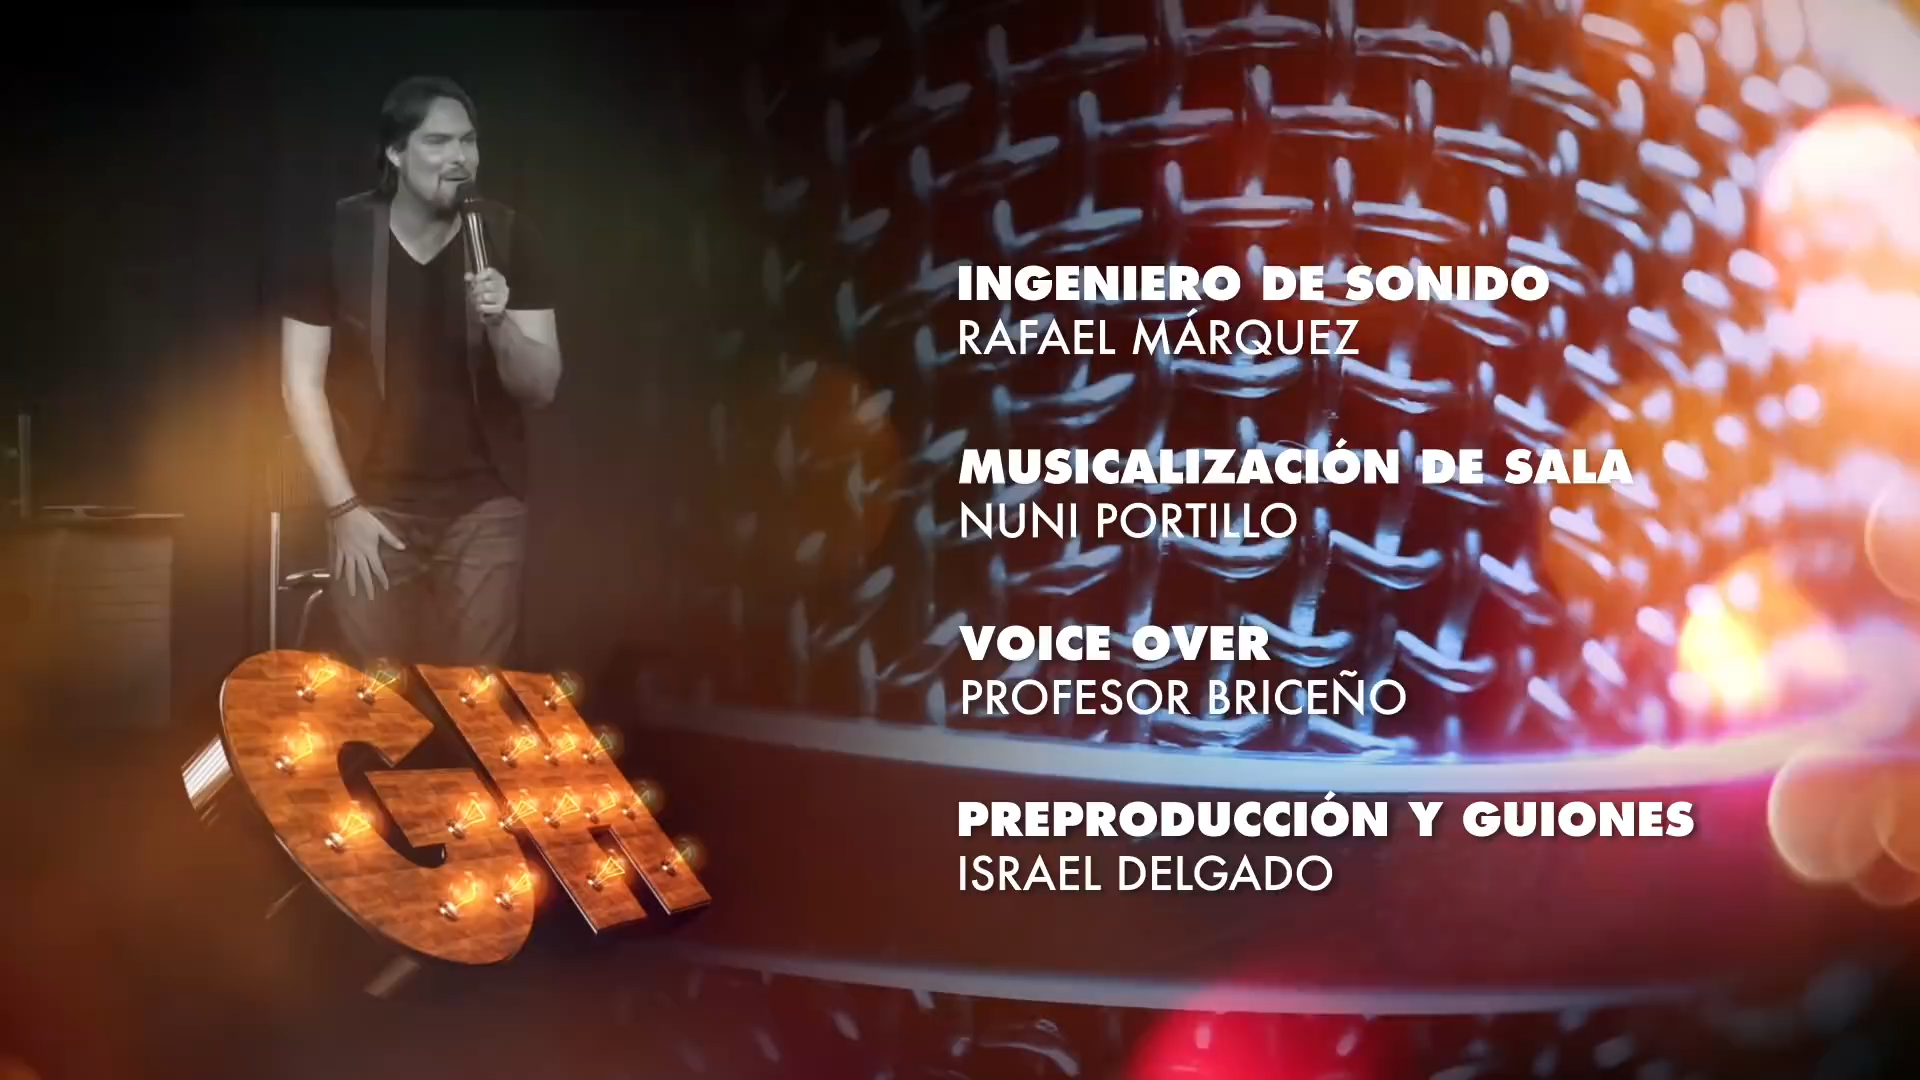 GH
INGENIERO DE SONIDO
RAFAEL MÁRQUEZ
MUSICALIZACIÓN DE SALA
NUNI PORTILLO
VOICE OVER
PROFESOR BRICEÑO
PREPRODUCCIÓN Y GUIONES
ISRAEL DELGADO